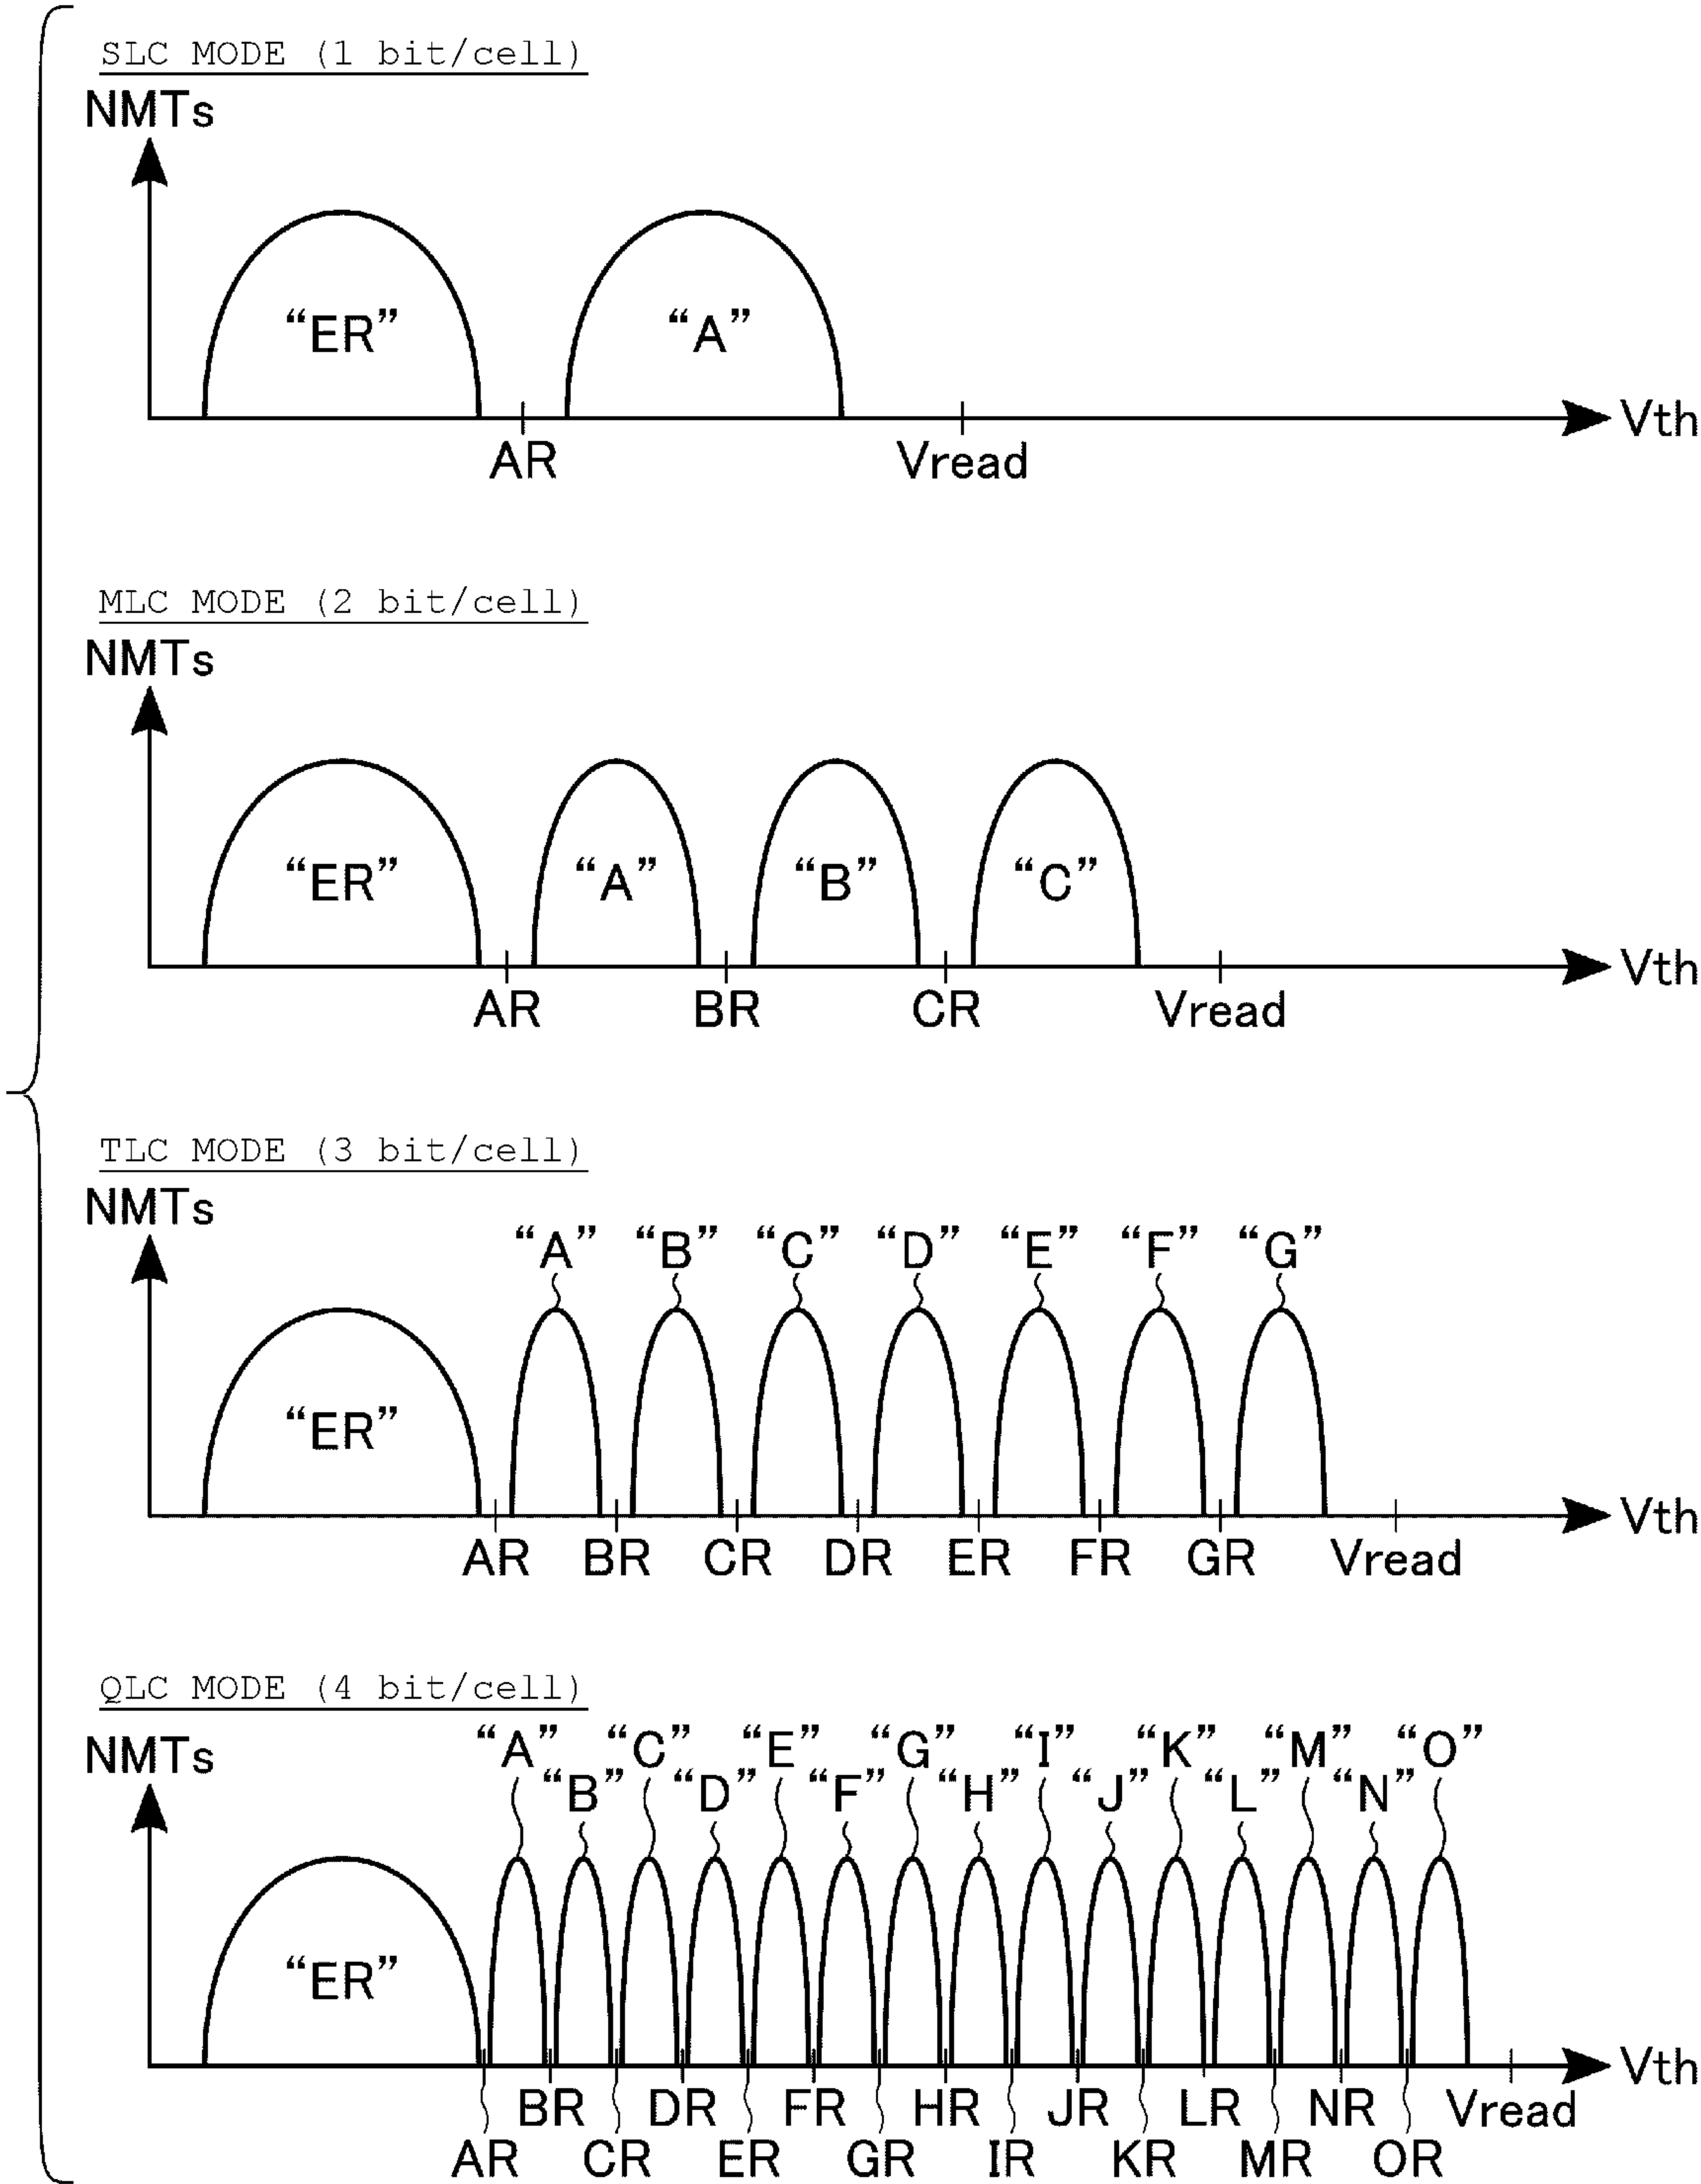 SLC MODE (1 bit/cell)
NMTs
“ER” “A”
Vth
AR Vread
MLC MODE (2 bit/cell)
NMTs
“ER” “A” “B” “C”
Vth
AR BR CR Vread
TLC MODE (3 bit/cell)
NMTs
“A” “B” “C” “D” “E” “F” “G”
“ER”
Vth
AR BR CR DR ER FR GR Vread
QLC MODE (4 bit/cell)
NMTs
“A” “C” “E” “G” “I” “K” “M” “O”
“B” “D” “F” “H” “J” “L” “N”
“ER”
Vth
BR DR FR HR JR LR NR Vread
AR CR ER GR IR KR MR OR